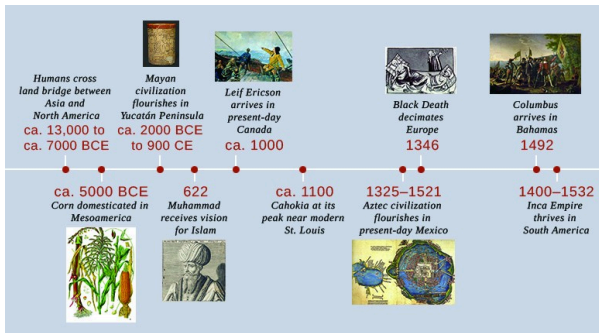 Humans cross
land bridge between
Asia and
North America
ca. 13,000 to
ca. 7000 BCE
Mayan
civilization
flourishes in
Yucatán Peninsula
ca. 2000 BCE
to 900 CE
Leif Ericson
arrives in
present-day
Canada
ca. 1000
Black Death
decimates
Europe
1346
Columbus
arrives in
Bahamas
1492
ca. 5000 BCE
Corn domesticated in
Mesoamerica
622
Muhammad
receives vision
for Islam
ca. 1100
Cahokia at its
peak near modern
St. Louis
1325–1521
Aztec civilization
flourishes in
present-day Mexico
1400–1532
Inca Empire
thrives in
South America